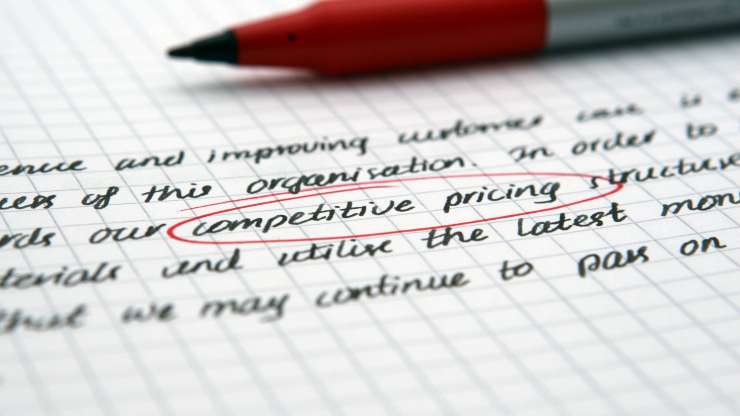 ence and improving customer care is
of this organisation. In order to
rds our competitive pricing structure
terials and utilise the latest mon
that we may continue to pass on